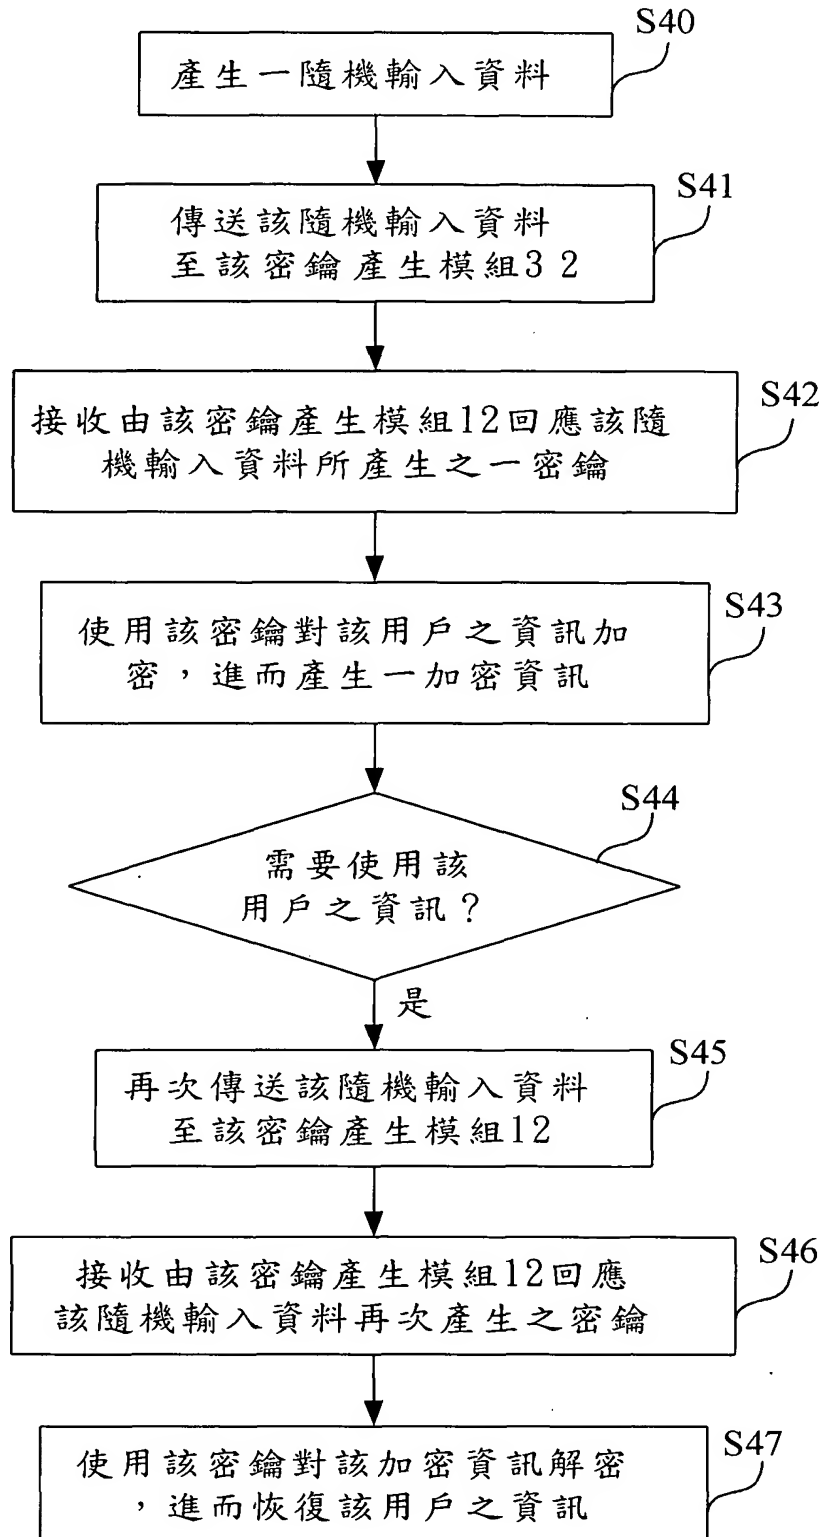 S40
產生一隨機輸入資料
S41
傳送該隨機輸入資料
至該密鑰產生模組3 2
S42
接收由該密鑰產生模組12回應該隨
機輸入資料所產生之一密鑰
S43
使用該密鑰對該用戶之資訊加
密，進而產生一加密資訊
S44
需要使用該
用戶之資訊？
是
S45
再次傳送該隨機輸入資料
至該密鑰產生模組12
S46
接收由該密鑰產生模組12回應
該隨機輸入資料再次產生之密鑰
S47
使用該密鑰對該加密資訊解密
，進而恢復該用戶之資訊